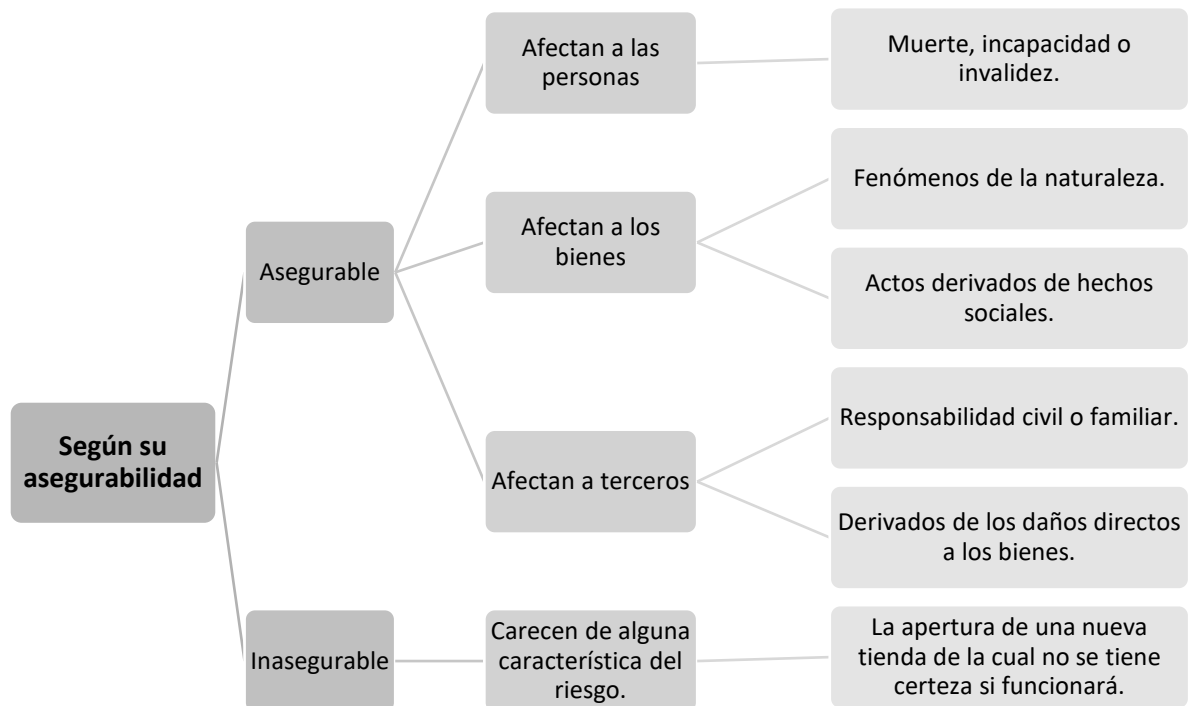 Según su
asegurabilidad
Asegurable
Afectan a las
personas
Muerte, incapacidad o
invalidez.
Afectan a los
bienes
Fenómenos de la naturaleza.
Actos derivados de hechos
sociales.
Afectan a terceros
Responsabilidad civil o familiar.
Derivados de los daños directos
a los bienes.
Inasegurable
Carecen de alguna
característica del
riesgo.
La apertura de una nueva
tienda de la cual no se tiene
certeza si funcionará.